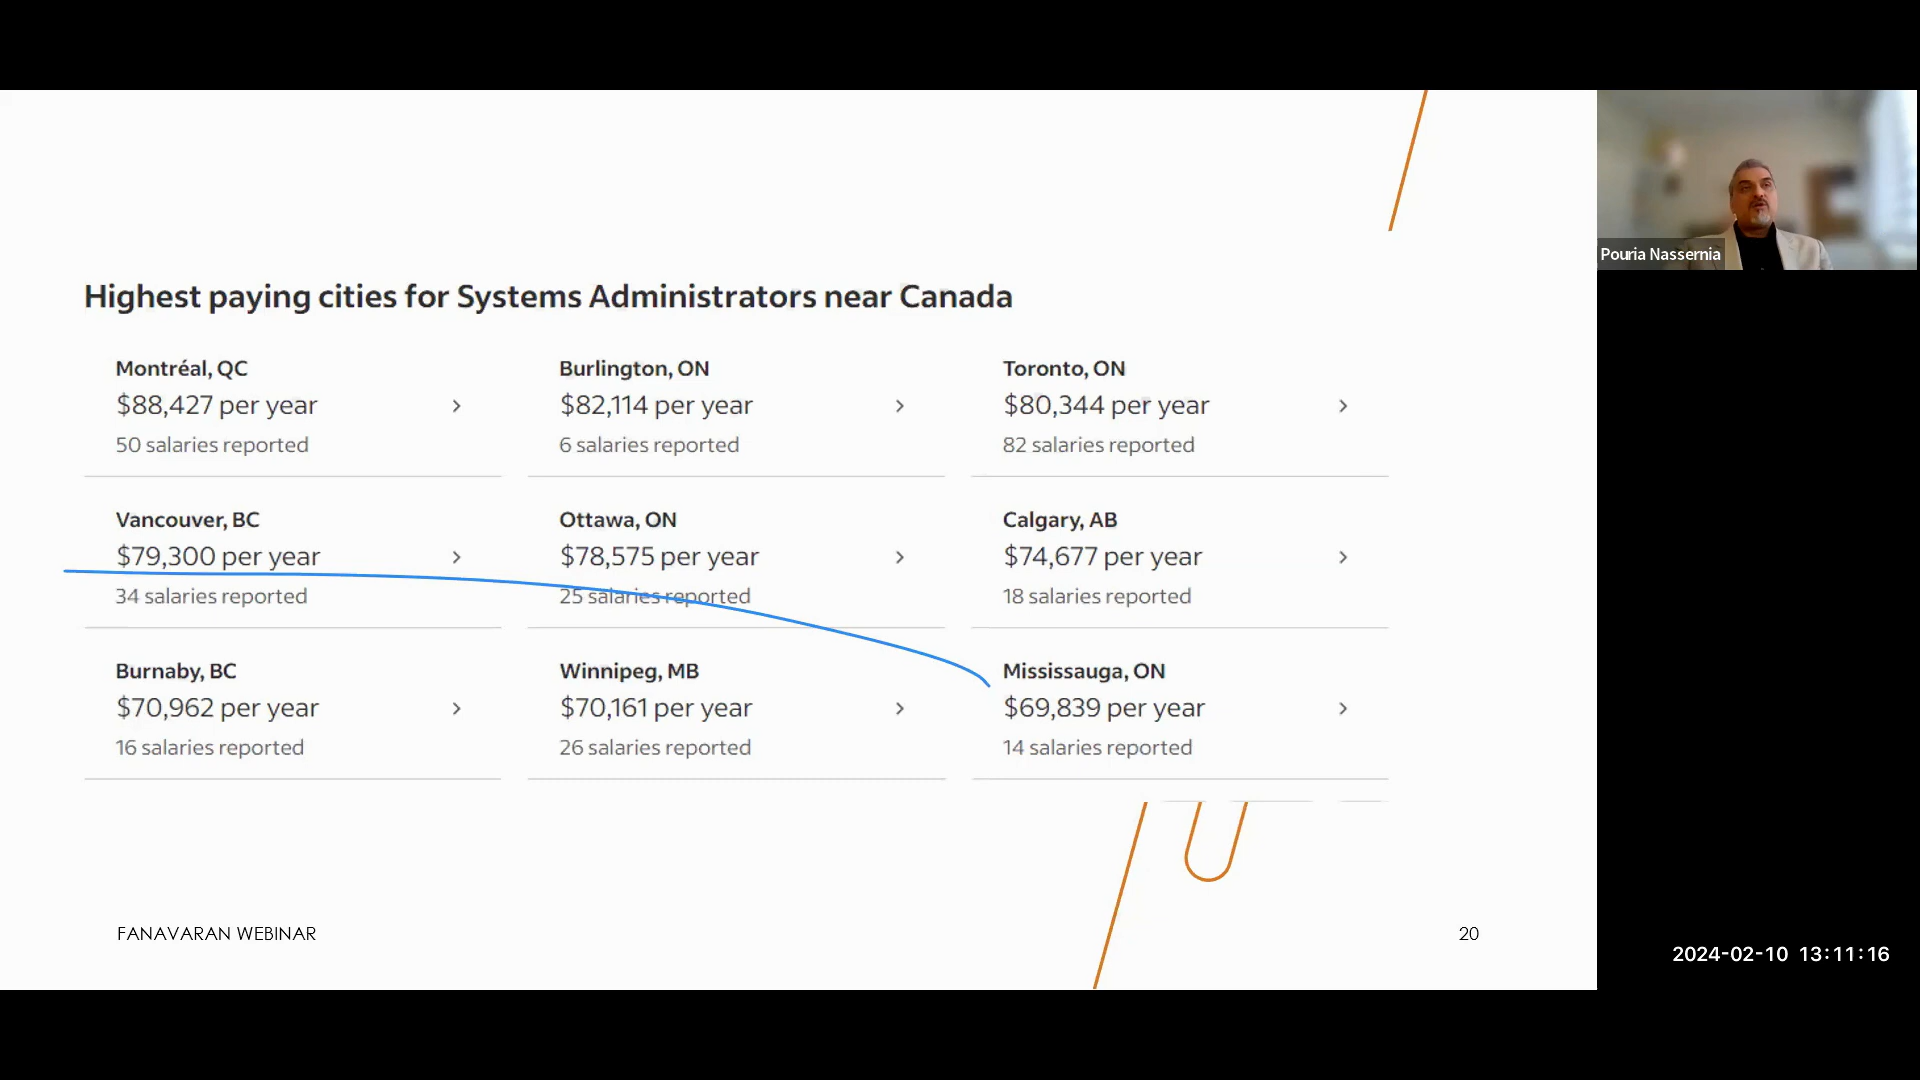 Pouria Nassernia
Highest paying cities for Systems Administrators near Canada
Montréal, QC
$88,427 per year
50 salaries reported
Burlington, ON
$82,114 per year
6 salaries reported
Toronto, ON
$80,344 per year
82 salaries reported
Vancouver, BC
$79,300 per year
34 salaries reported
Ottawa, ON
$78,575 per year
25 salaries reported
Calgary, AB
$74,677 per year
18 salaries reported
Burnaby, BC
$70,962 per year
16 salaries reported
Winnipeg, MB
$70,161 per year
26 salaries reported
Mississauga, ON
$69,839 per year
14 salaries reported
FANAVARAN WEBINAR
20
2024-02-10 13:11:16